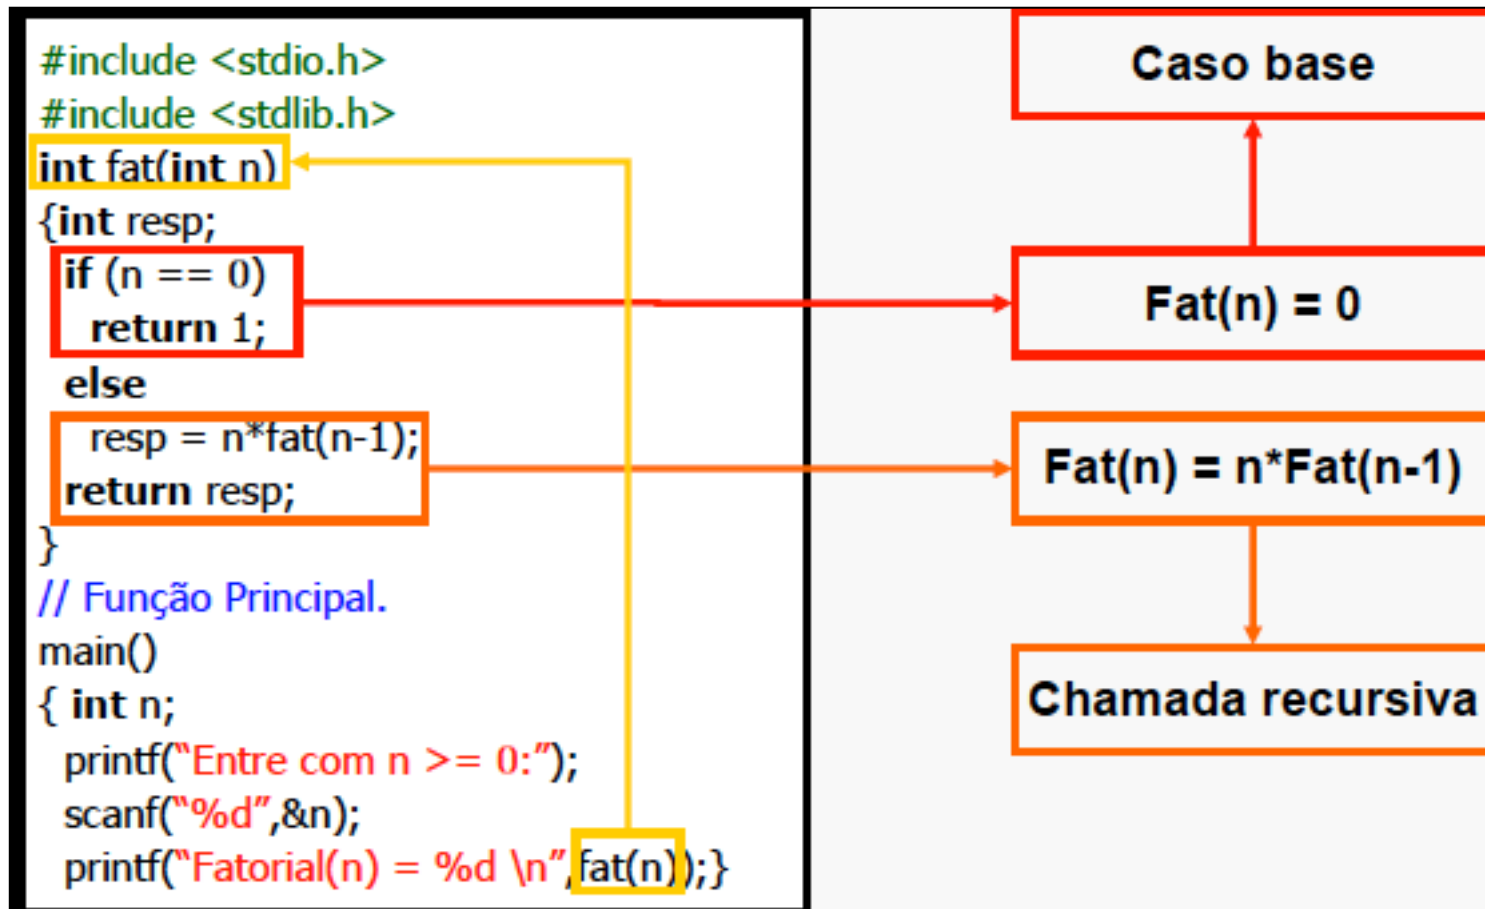 #include <stdio.h>
#include <stdlib.h>
int fat(int n)
{int resp;
if (n == 0)
return 1;
else
resp = n*fat(n-1);
return resp;
}
// Função Principal.
main()
{ int n;
printf(“Entre com n >= 0:”);
scanf(“%d”,&n);
printf(“Fatorial(n) = %d \n”,fat(n));}
Caso base
Fat(n) = 0
Fat(n) = n*Fat(n-1)
Chamada recursiva